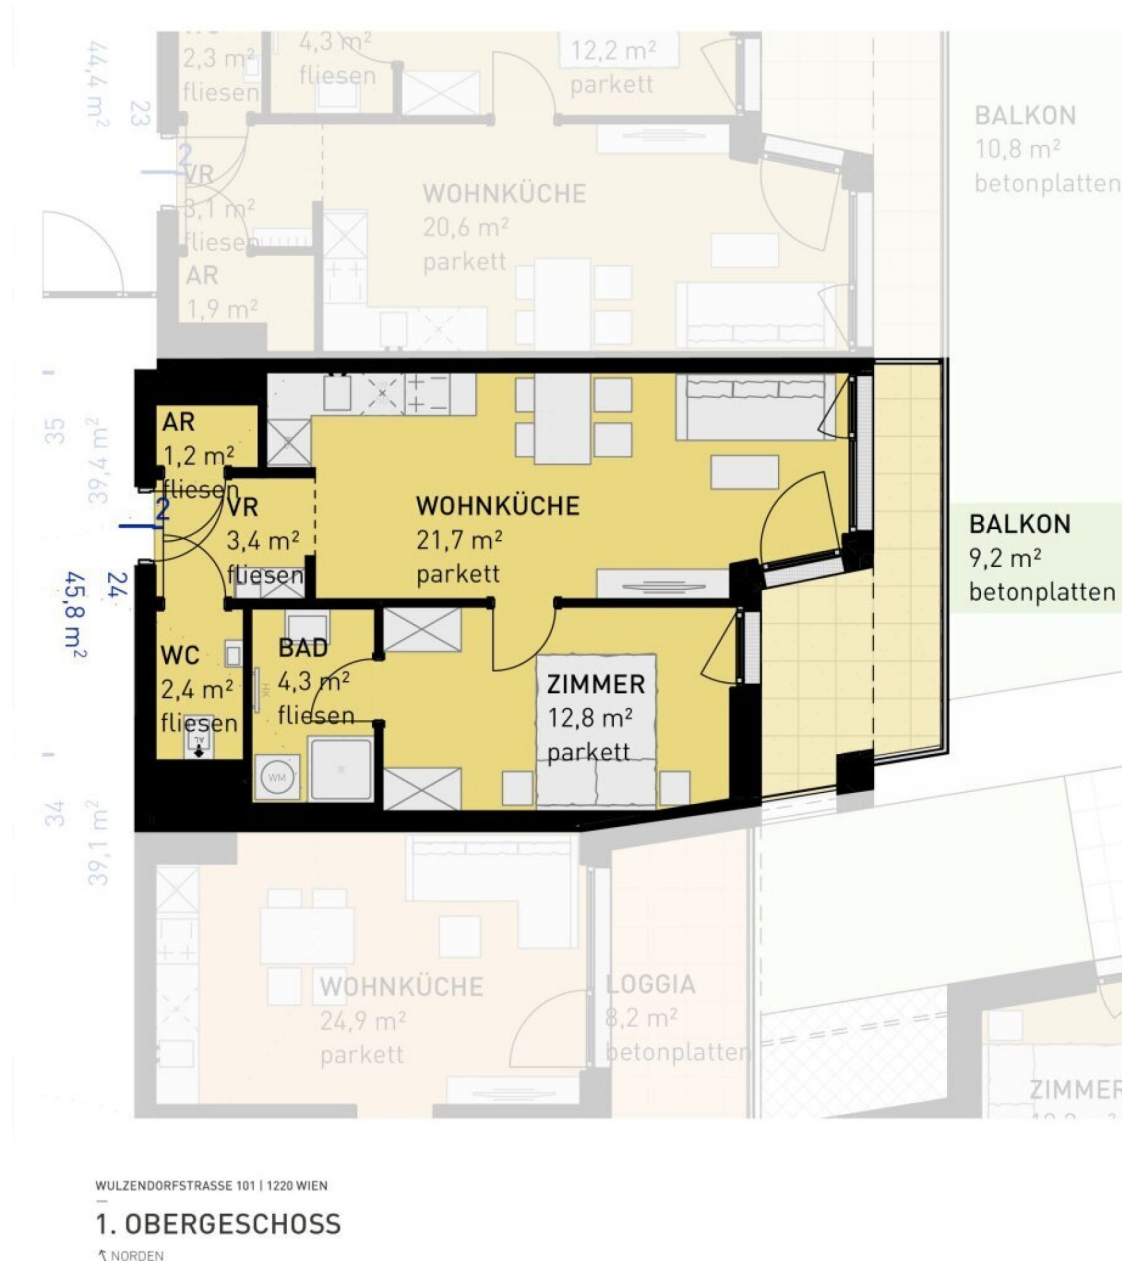 44,4 m²
23
2,3 m²
fliesen
4,3 m²
fliesen
12,2 m²
parkett
BALKON
10,8 m²
betonplatten
2
VR
3,1 m²
fliesen
WOHNKÜCHE
20,6 m²
parkett
AR
1,9 m²
35
39,4 m²
AR
1,2 m²
fliesen
2
VR
3,4 m²
fliesen
WOHNKÜCHE
21,7 m²
parkett
BALKON
9,2 m²
betonplatten
24
45,8 m²
WC
2,4 m²
fliesen
AL
BAD
4,3 m²
fliesen
HK
WM
ZIMMER
12,8 m²
parkett
34
39,1 m²
WOHNKÜCHE
24,9 m²
parkett
LOGGIA
8,2 m²
betonplatten
ZIMMER
WULZENDORFSTRASSE 101 | 1220 WIEN
1. OBERGESCHOSS
NORDEN